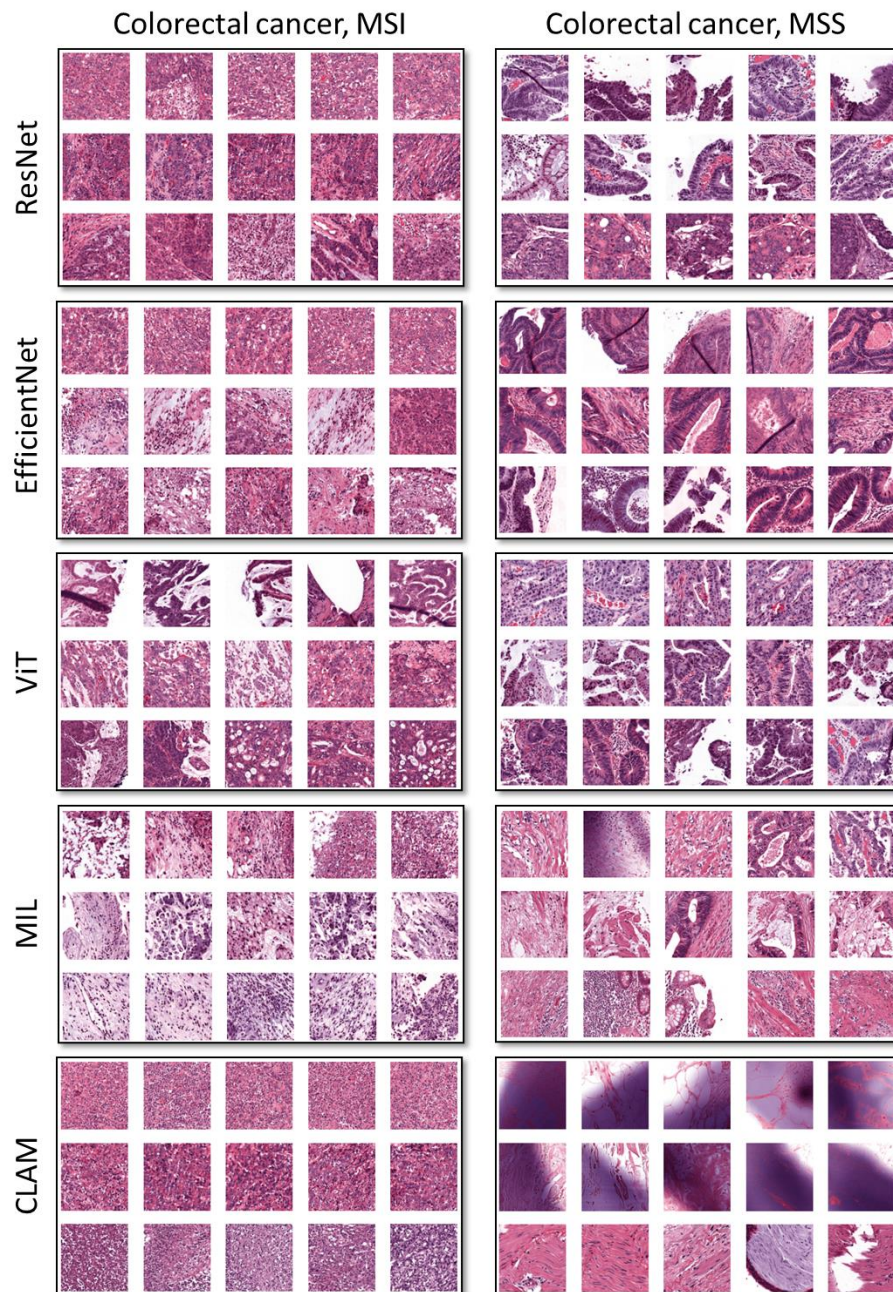 Colorectal cancer, MSI
Colorectal cancer, MSS
ResNet
EfficientNet
ViT
MIL
CLAM